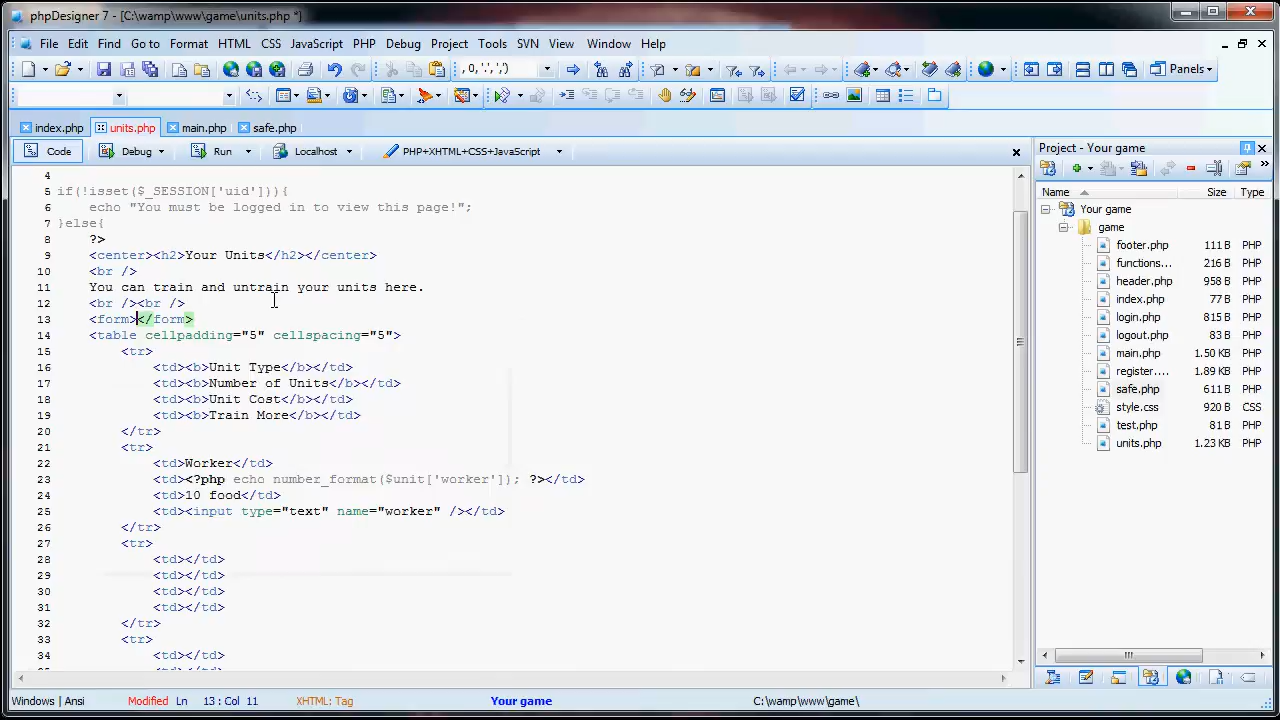 phpDesigner 7 - [C:\wamp\www\game\units.php *]
File Edit Find Go to Format HTML CSS JavaScript PHP Debug Project Tools SVN View Window Help
, 0,'.',',') Panels
index.php units.php main.php safe.php
Code Debug Run Localhost PHP+XHTML+CSS+JavaScript
Project - Your game
Name Size Type
Your game
game
footer.php 111 B PHP
functions... 216 B PHP
header.php 958 B PHP
index.php 77 B PHP
login.php 815 B PHP
logout.php 83 B PHP
main.php 1.50 KB PHP
register.... 1.89 KB PHP
safe.php 611 B PHP
style.css 920 B CSS
test.php 81 B PHP
units.php 1.23 KB PHP
4
5 if(!isset($_SESSION['uid'])){
6 echo "You must be logged in to view this page!";
7 }else{
8 ?>
9 <center><h2>Your Units</h2></center>
10 <br />
11 You can train and untrain your units here.
12 <br /><br />
13 <form></form>
14 <table cellpadding="5" cellspacing="5">
15 <tr>
16 <td><b>Unit Type</b></td>
17 <td><b>Number of Units</b></td>
18 <td><b>Unit Cost</b></td>
19 <td><b>Train More</b></td>
20 </tr>
21 <tr>
22 <td>Worker</td>
23 <td><?php echo number_format($unit['worker']); ?></td>
24 <td>10 food</td>
25 <td><input type="text" name="worker" /></td>
26 </tr>
27 <tr>
28 <td></td>
29 <td></td>
30 <td></td>
31 <td></td>
32 </tr>
33 <tr>
34 <td></td>
Windows | Ansi Modified Ln 13 : Col 11 XHTML: Tag Your game C:\wamp\www\game\